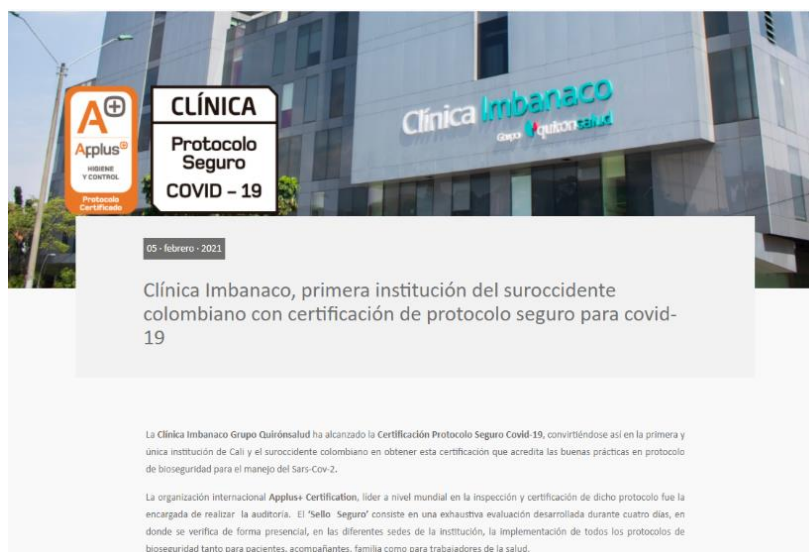 Clínica Imbanaco
Grupo quirónsalud
A+
Applus+
HIGIENE
Y CONTROL
Protocolo
Certificado
CLÍNICA
Protocolo
Seguro
COVID – 19
05 - febrero - 2021
Clínica Imbanaco, primera institución del suroccidente
colombiano con certificación de protocolo seguro para covid-
19
La Clínica Imbanaco Grupo Quirónsalud ha alcanzado la Certificación Protocolo Seguro Covid-19, convirtiéndose así en la primera y
única institución de Cali y el suroccidente colombiano en obtener esta certificación que acredita las buenas prácticas en protocolo
de bioseguridad para el manejo del Sars-Cov-2.
La organización internacional Applus+ Certification, líder a nivel mundial en la inspección y certificación de dicho protocolo fue la
encargada de realizar la auditoría. El ‘Sello Seguro’ consiste en una exhaustiva evaluación desarrollada durante cuatro días, en
donde se verifica de forma presencial, en las diferentes sedes de la institución, la implementación de todos los protocolos de
bioseguridad tanto para pacientes, acompañantes, familia como para trabajadores de la salud.